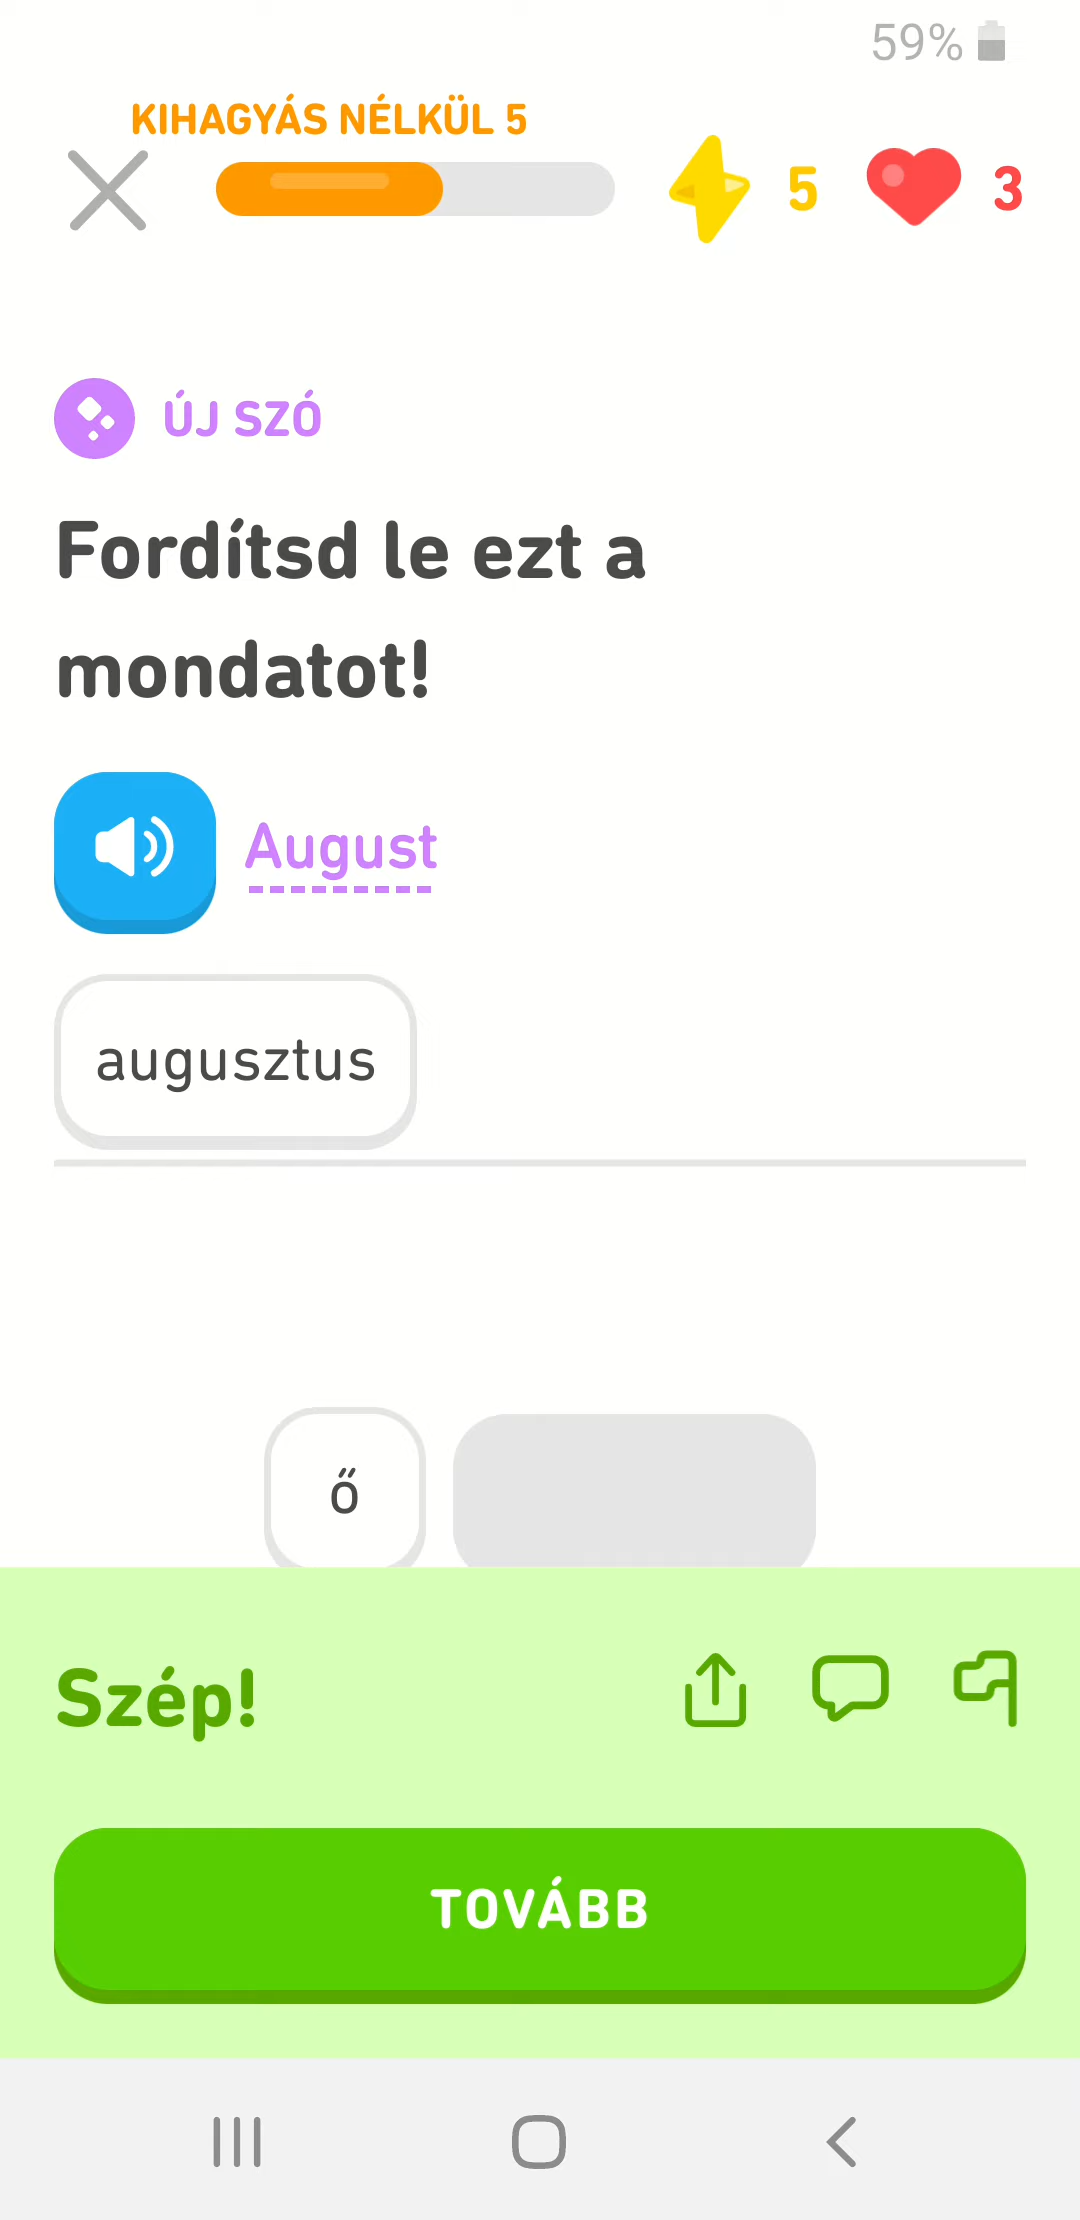 59%
KIHAGYÁS NÉLKÜL 5
5
3
ÚJ SZÓ
Fordítsd le ezt a
mondatot!
August
augusztus
ő
Szép!
TOVÁBB